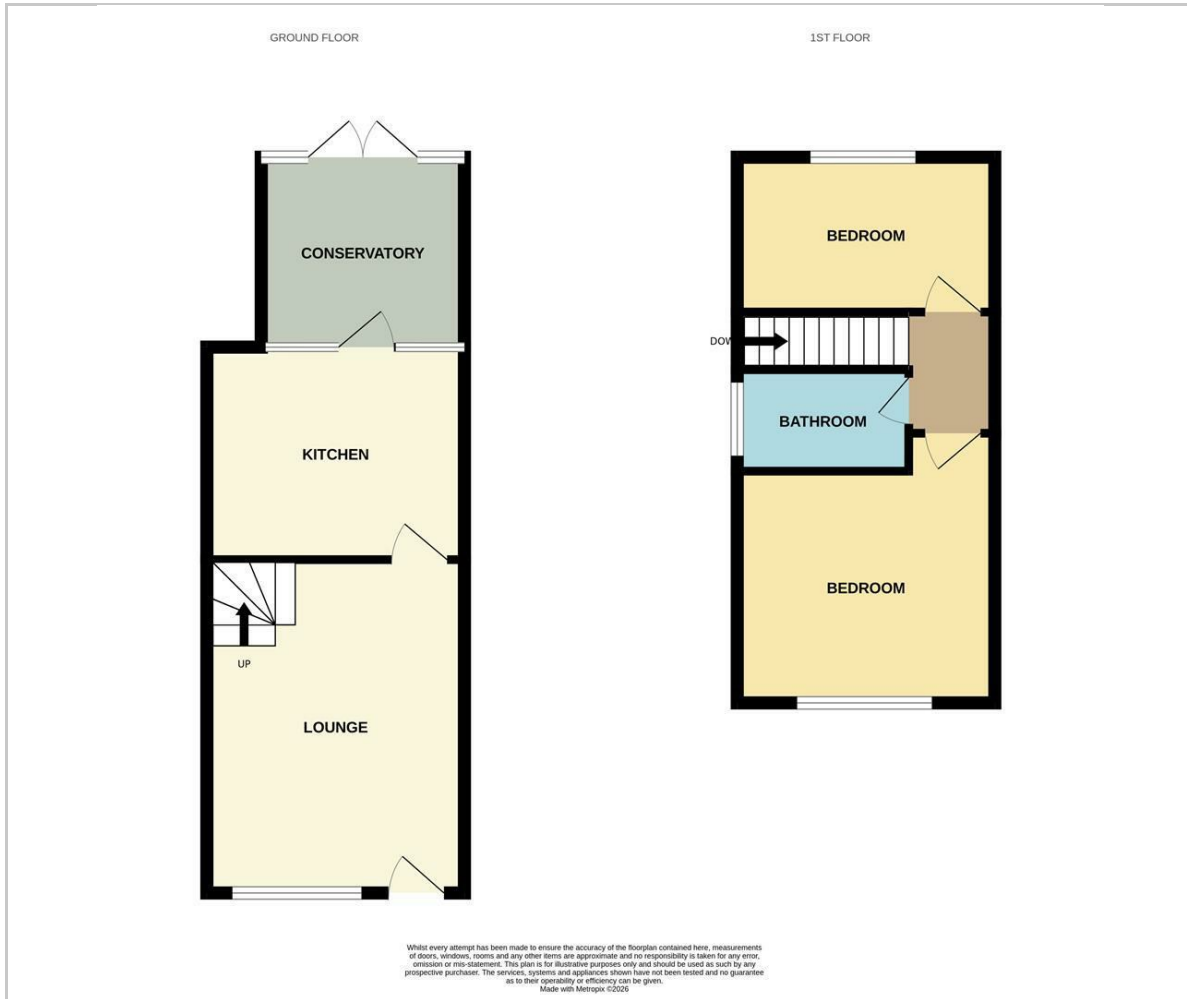 GROUND FLOOR
1ST FLOOR
CONSERVATORY
BEDROOM
DOW
BATHROOM
KITCHEN
BEDROOM
UP
LOUNGE
Whilst every attempt has been made to ensure the accuracy of the floorplan contained here, measurements
of doors, windows, rooms and any other items are approximate and no responsibility is taken for any error,
omission or mis-statement. This plan is for illustrative purposes only and should be used as such by any
prospective purchaser. The services, systems and appliances shown have not been tested and no guarantee
as to their operability or efficiency can be given.
Made with Metropix ©2026